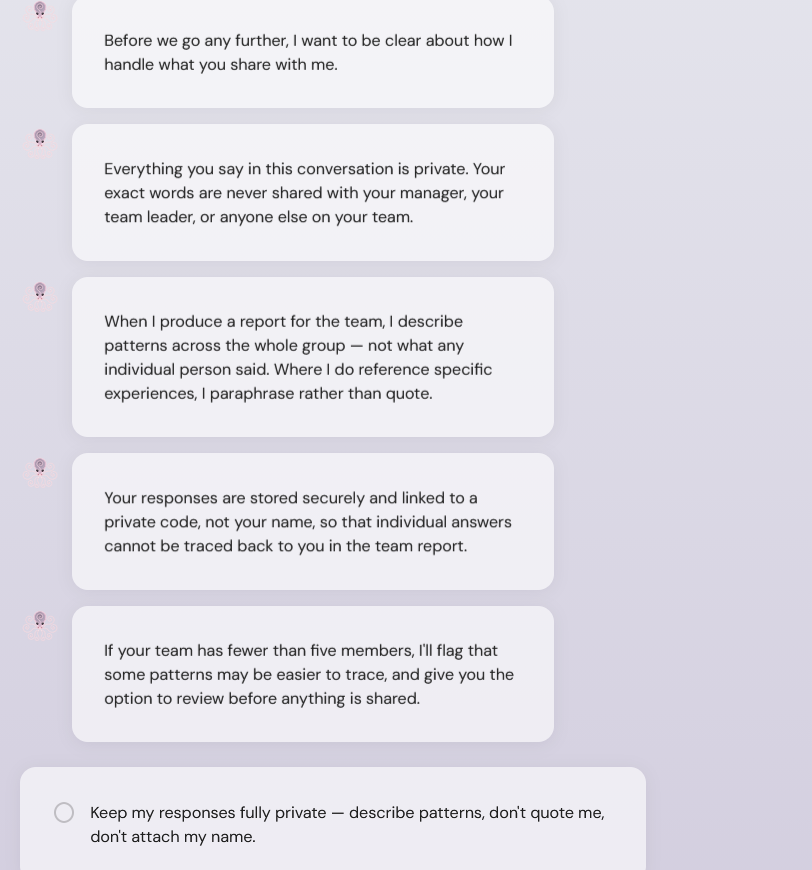 Before we go any further, I want to be clear about how I
handle what you share with me.
Everything you say in this conversation is private. Your
exact words are never shared with your manager, your
team leader, or anyone else on your team.
When I produce a report for the team, I describe
patterns across the whole group — not what any
individual person said. Where I do reference specific
experiences, I paraphrase rather than quote.
Your responses are stored securely and linked to a
private code, not your name, so that individual answers
cannot be traced back to you in the team report.
If your team has fewer than five members, I'll flag that
some patterns may be easier to trace, and give you the
option to review before anything is shared.
Keep my responses fully private — describe patterns, don't quote me,
don't attach my name.